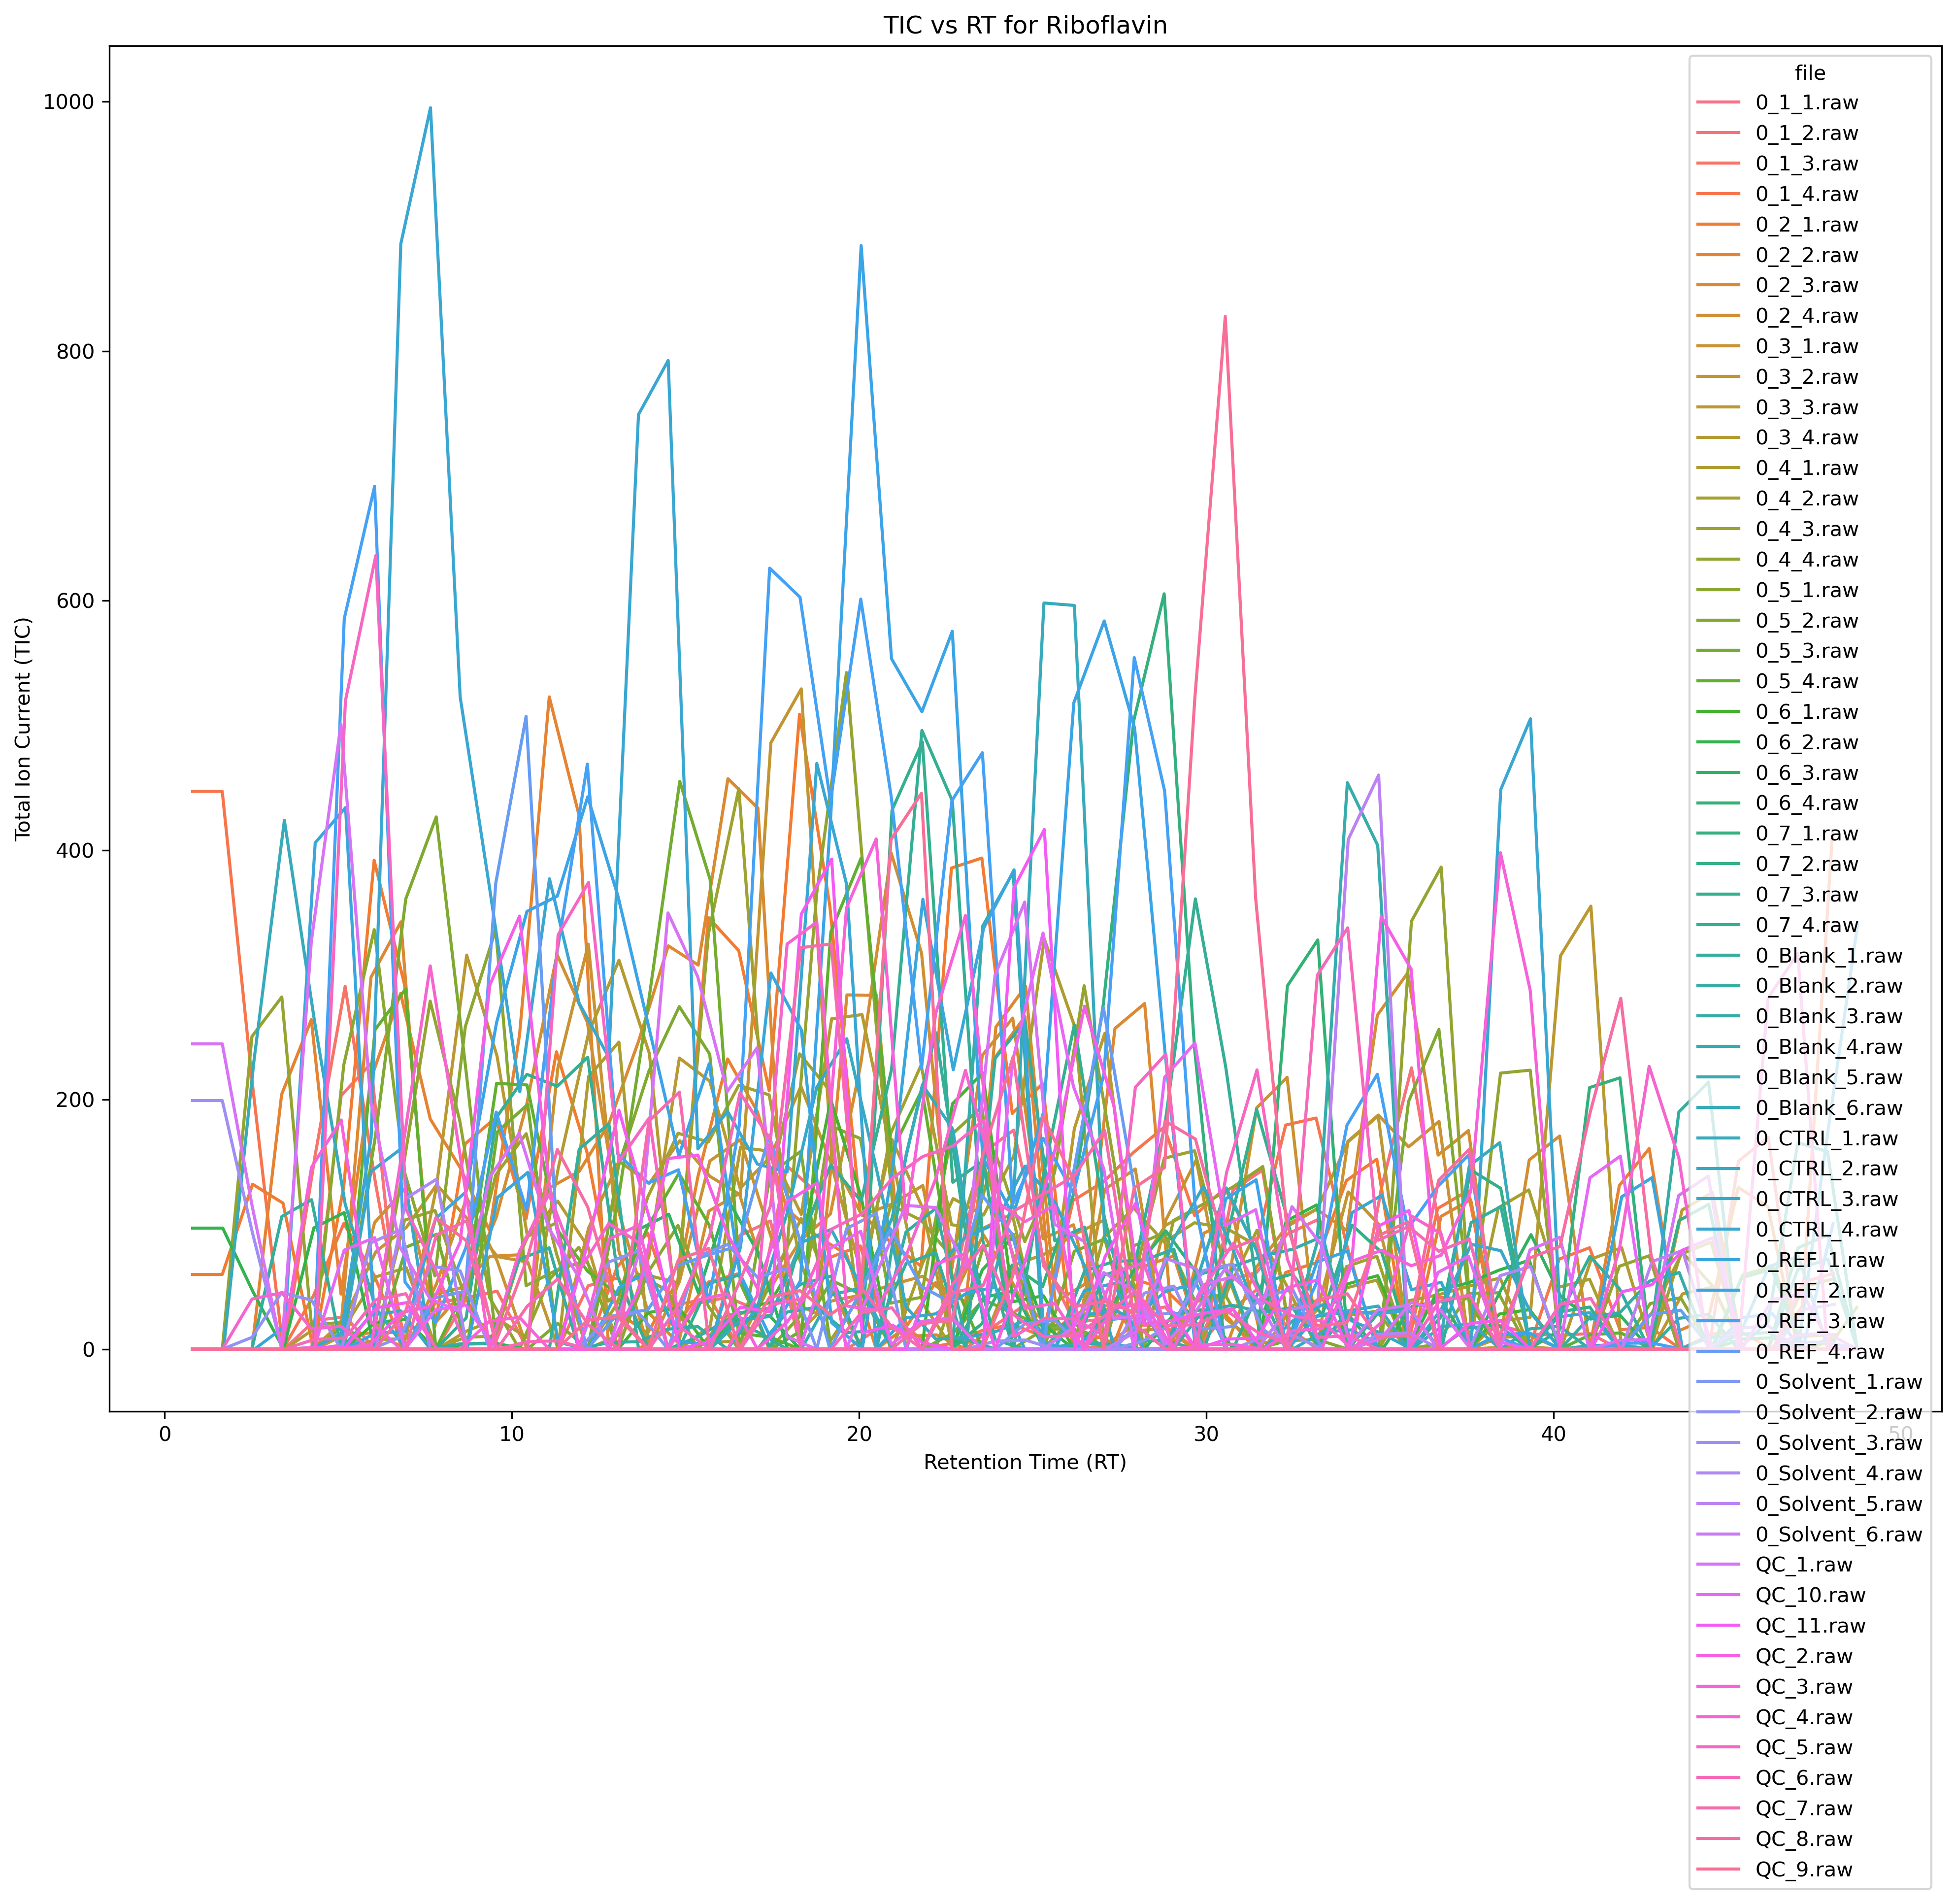 TIC vs RT for Riboflavin
Total Ion Current (TIC)
1000
800
600
400
200
0
0
10
20
30
40
50
Retention Time (RT)
file
0_1_1.raw
0_1_2.raw
0_1_3.raw
0_1_4.raw
0_2_1.raw
0_2_2.raw
0_2_3.raw
0_2_4.raw
0_3_1.raw
0_3_2.raw
0_3_3.raw
0_3_4.raw
0_4_1.raw
0_4_2.raw
0_4_3.raw
0_4_4.raw
0_5_1.raw
0_5_2.raw
0_5_3.raw
0_5_4.raw
0_6_1.raw
0_6_2.raw
0_6_3.raw
0_6_4.raw
0_7_1.raw
0_7_2.raw
0_7_3.raw
0_7_4.raw
0_Blank_1.raw
0_Blank_2.raw
0_Blank_3.raw
0_Blank_4.raw
0_Blank_5.raw
0_Blank_6.raw
0_CTRL_1.raw
0_CTRL_2.raw
0_CTRL_3.raw
0_CTRL_4.raw
0_REF_1.raw
0_REF_2.raw
0_REF_3.raw
0_REF_4.raw
0_Solvent_1.raw
0_Solvent_2.raw
0_Solvent_3.raw
0_Solvent_4.raw
0_Solvent_5.raw
0_Solvent_6.raw
QC_1.raw
QC_10.raw
QC_11.raw
QC_2.raw
QC_3.raw
QC_4.raw
QC_5.raw
QC_6.raw
QC_7.raw
QC_8.raw
QC_9.raw